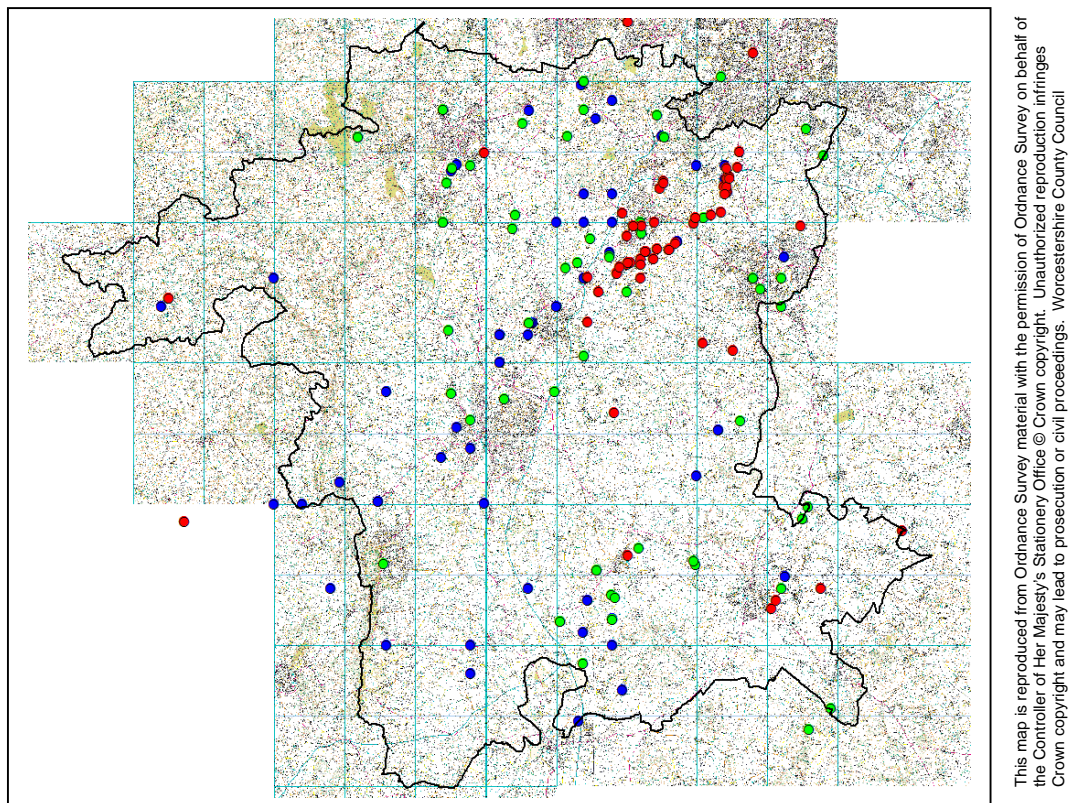 This map is reproduced from Ordnance Survey material with the permission of Ordnance Survey on behalf of
the Controller of Her Majesty's Stationery Office © Crown copyright. Unauthorized reproduction infringes
Crown copyright and may lead to prosecution or civil proceedings. Worcestershire County Council